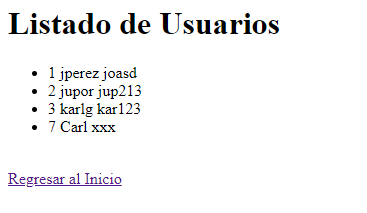 Listado de Usuarios
1 jperez joasd
2 jupor jup213
3 karlg kar123
7 Carl xxx
Regresar al Inicio